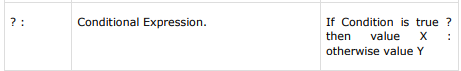 ? : Conditional Expression. If Condition is true ?
then value X :
otherwise value Y